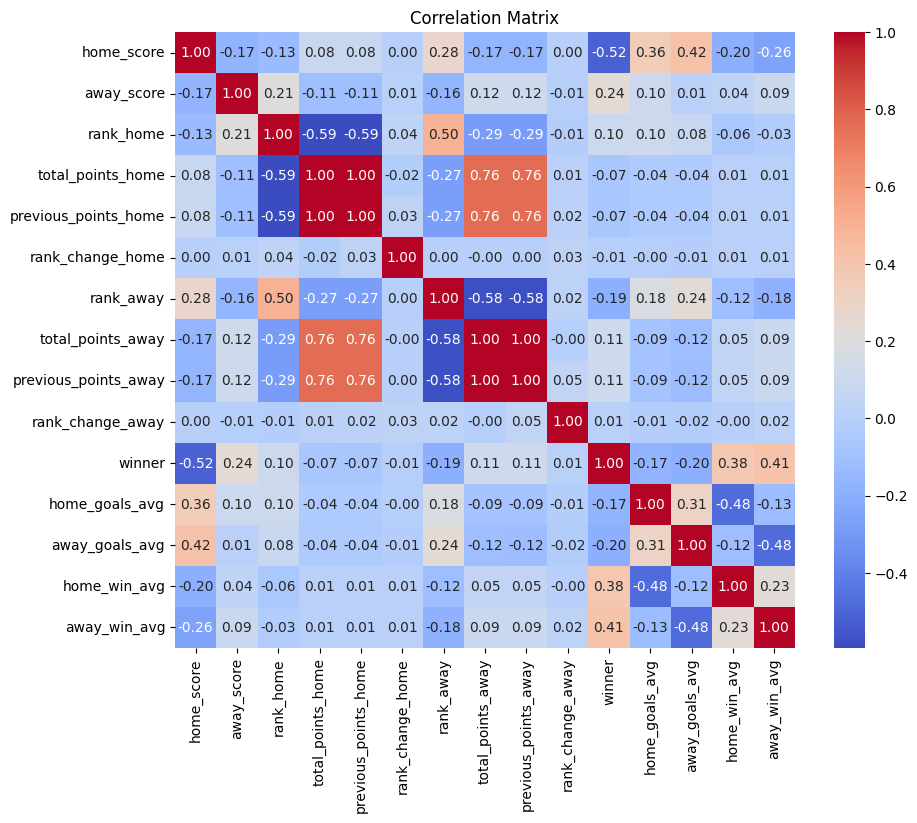 Correlation Matrix
home_score 1.00 -0.17 -0.13 0.08 0.08 0.00 0.28 -0.17 -0.17 0.00 -0.52 0.36 0.42 -0.20 -0.26
away_score -0.17 1.00 0.21 -0.11 -0.11 0.01 -0.16 0.12 0.12 -0.01 0.24 0.10 0.01 0.04 0.09
rank_home -0.13 0.21 1.00 -0.59 -0.59 0.04 0.50 -0.29 -0.29 -0.01 0.10 0.10 0.08 -0.06 -0.03
total_points_home 0.08 -0.11 -0.59 1.00 1.00 -0.02 -0.27 0.76 0.76 0.01 -0.07 -0.04 -0.04 0.01 0.01
previous_points_home 0.08 -0.11 -0.59 1.00 1.00 0.03 -0.27 0.76 0.76 0.02 -0.07 -0.04 -0.04 0.01 0.01
rank_change_home 0.00 0.01 0.04 -0.02 0.03 1.00 0.00 -0.00 0.00 0.03 -0.01 -0.00 -0.01 0.01 0.01
rank_away 0.28 -0.16 0.50 -0.27 -0.27 0.00 1.00 -0.58 -0.58 0.02 -0.19 0.18 0.24 -0.12 -0.18
total_points_away -0.17 0.12 -0.29 0.76 0.76 -0.00 -0.58 1.00 1.00 -0.00 0.11 -0.09 -0.12 0.05 0.09
previous_points_away -0.17 0.12 -0.29 0.76 0.76 0.00 -0.58 1.00 1.00 0.05 0.11 -0.09 -0.12 0.05 0.09
rank_change_away 0.00 -0.01 -0.01 0.01 0.02 0.03 0.02 -0.00 0.05 1.00 0.01 -0.01 -0.02 -0.00 0.02
winner -0.52 0.24 0.10 -0.07 -0.07 -0.01 -0.19 0.11 0.11 0.01 1.00 -0.17 -0.20 0.38 0.41
home_goals_avg 0.36 0.10 0.10 -0.04 -0.04 -0.00 0.18 -0.09 -0.09 -0.01 -0.17 1.00 0.31 -0.48 -0.13
away_goals_avg 0.42 0.01 0.08 -0.04 -0.04 -0.01 0.24 -0.12 -0.12 -0.02 -0.20 0.31 1.00 -0.12 -0.48
home_win_avg -0.20 0.04 -0.06 0.01 0.01 0.01 -0.12 0.05 0.05 -0.00 0.38 -0.48 -0.12 1.00 0.23
away_win_avg -0.26 0.09 -0.03 0.01 0.01 0.01 -0.18 0.09 0.09 0.02 0.41 -0.13 -0.48 0.23 1.00
home_score
away_score
rank_home
total_points_home
previous_points_home
rank_change_home
rank_away
total_points_away
previous_points_away
rank_change_away
winner
home_goals_avg
away_goals_avg
home_win_avg
away_win_avg
1.0
0.8
0.6
0.4
0.2
0.0
−0.2
−0.4